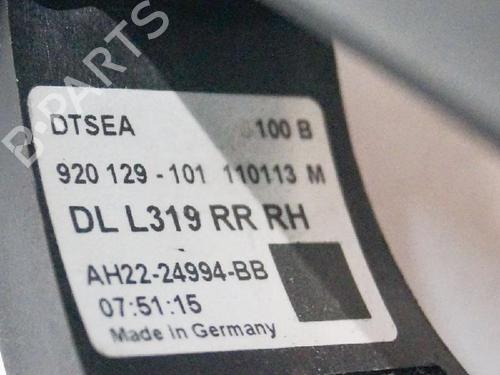 B-PARTS
DTSEA 100 B
920 129 - 101 110113 M
DL L319 RR RH
AH22-24994-BB
07:51:15
Made in Germany